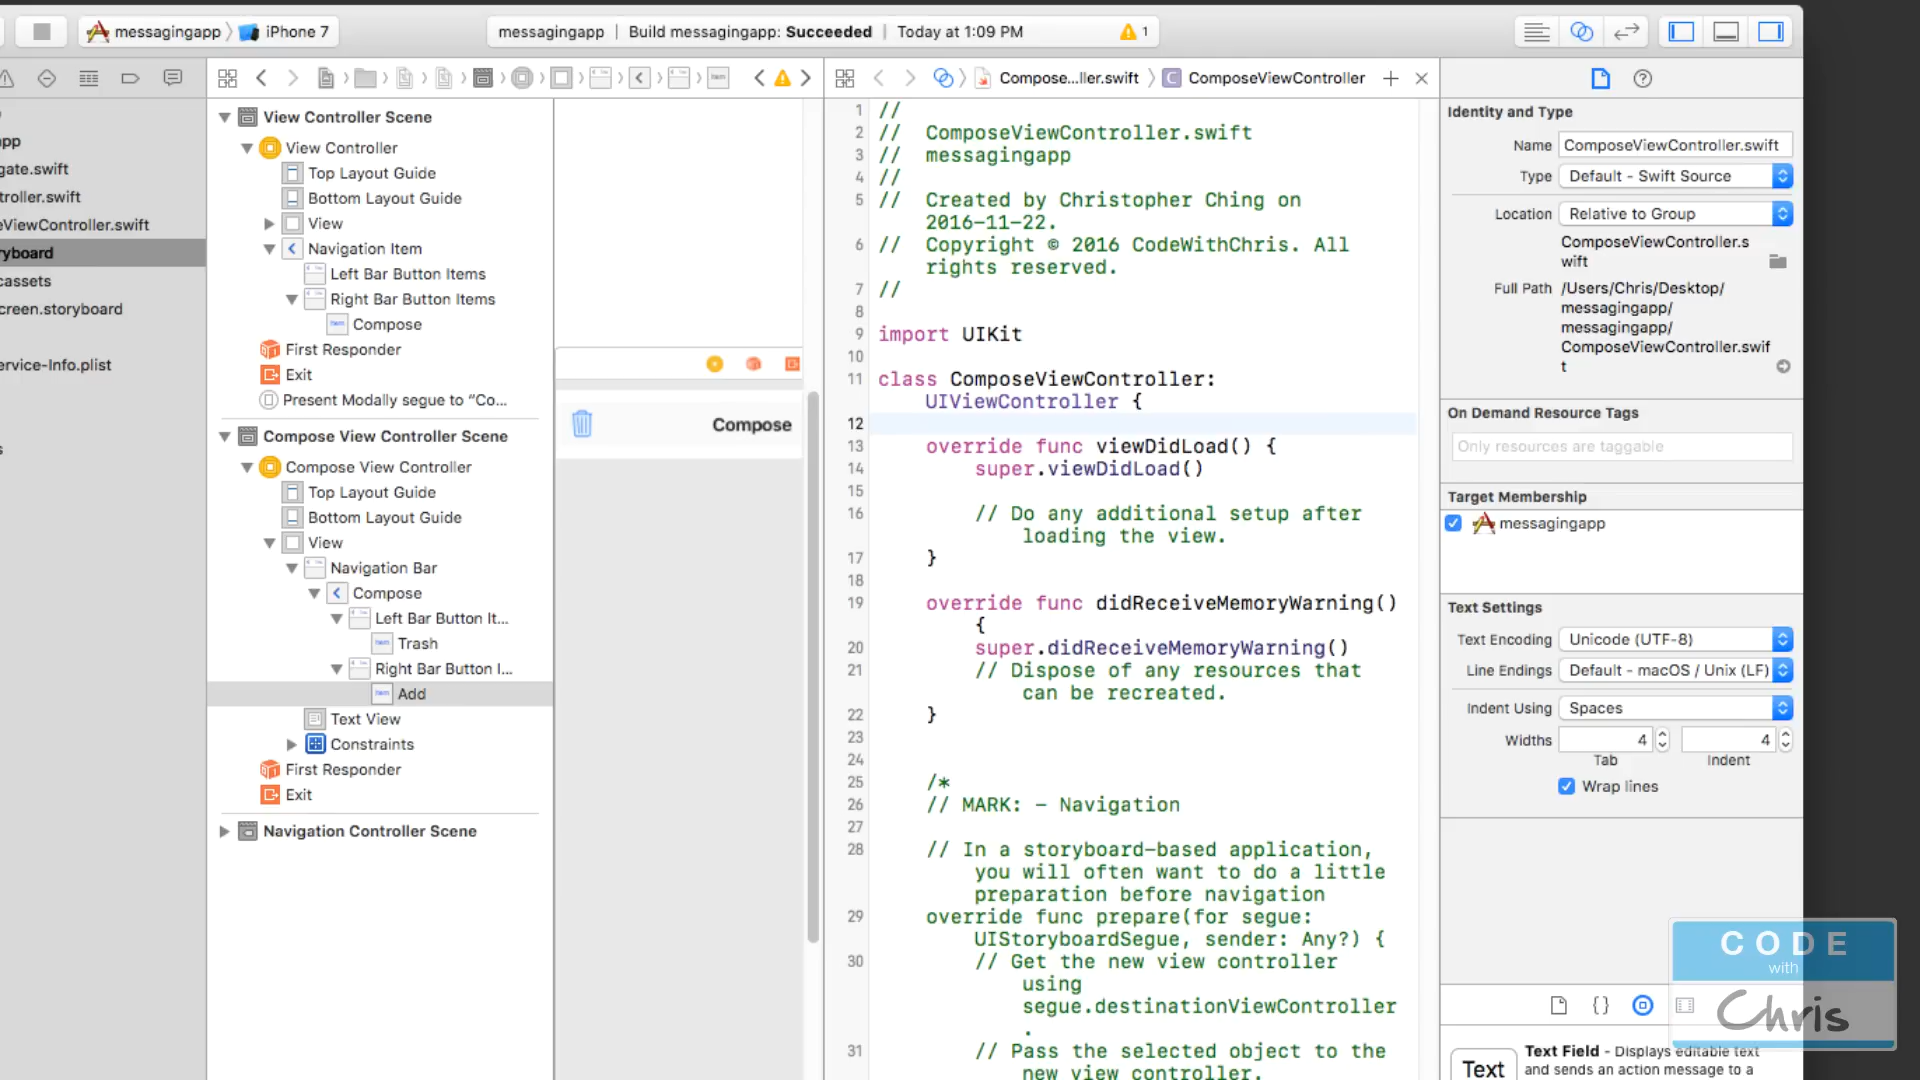 messagingapp
iPhone 7
messagingapp | Build messagingapp: Succeeded | Today at 1:09 PM
1
Compose...ller.swift
ComposeViewController
pp
gate.swift
troller.swift
eViewController.swift
ryboard
cassets
creen.storyboard
ervice-Info.plist
s
View Controller Scene
View Controller
Top Layout Guide
Bottom Layout Guide
View
Navigation Item
Left Bar Button Items
Right Bar Button Items
Compose
First Responder
Exit
Present Modally segue to “Co...
Compose View Controller Scene
Compose View Controller
Top Layout Guide
Bottom Layout Guide
View
Navigation Bar
Compose
Left Bar Button It...
Trash
Right Bar Button I...
Add
Text View
Constraints
First Responder
Exit
Navigation Controller Scene
Compose
1 //
2 //  ComposeViewController.swift
3 //  messagingapp
4 //
5 //  Created by Christopher Ching on
2016-11-22.
6 //  Copyright © 2016 CodeWithChris. All
rights reserved.
7 //
8
9 import UIKit
10
11 class ComposeViewController:
UIViewController {
12
13 override func viewDidLoad() {
14 super.viewDidLoad()
15
16 // Do any additional setup after
loading the view.
17 }
18
19 override func didReceiveMemoryWarning()
{
20 super.didReceiveMemoryWarning()
21 // Dispose of any resources that
can be recreated.
22 }
23
24
25 /*
26 // MARK: - Navigation
27
28 // In a storyboard-based application,
you will often want to do a little
preparation before navigation
29 override func prepare(for segue:
UIStoryboardSegue, sender: Any?) {
30 // Get the new view controller
using
segue.destinationViewController
.
31 // Pass the selected object to the
new view controller.
Identity and Type
Name ComposeViewController.swift
Type Default - Swift Source
Location Relative to Group
ComposeViewController.s
wift
Full Path /Users/Chris/Desktop/
messagingapp/
messagingapp/
ComposeViewController.swif
t
On Demand Resource Tags
Only resources are taggable
Target Membership
messagingapp
Text Settings
Text Encoding Unicode (UTF-8)
Line Endings Default - macOS / Unix (LF)
Indent Using Spaces
Widths 4 4
Tab Indent
Wrap lines
{ }
Text
Text Field - Displays editable text
and sends an action message to a
CODE
with
Chris